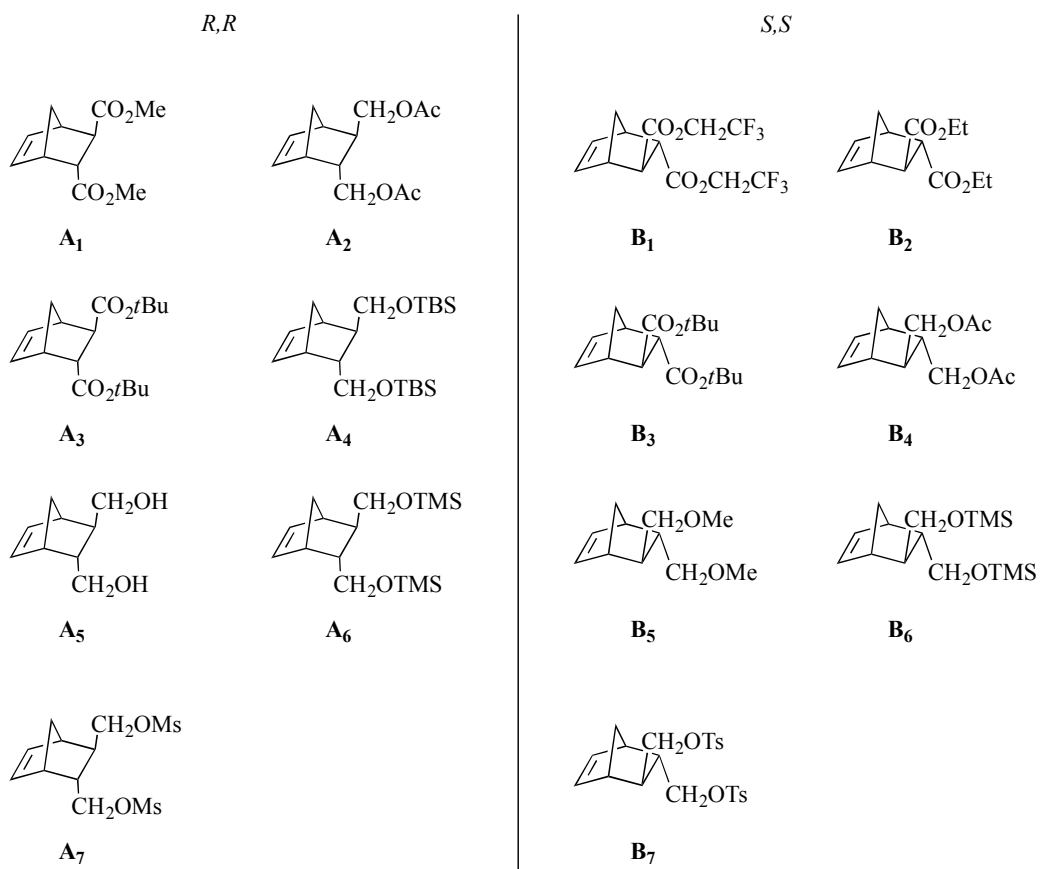 R,R
S,S
CO2Me
CO2Me
A1
CH2OAc
CH2OAc
A2
CO2CH2CF3
CO2CH2CF3
B1
CO2Et
CO2Et
B2
CO2tBu
CO2tBu
A3
CH2OTBS
CH2OTBS
A4
CO2tBu
CO2tBu
B3
CH2OAc
CH2OAc
B4
CH2OH
CH2OH
A5
CH2OTMS
CH2OTMS
A6
CH2OMe
CH2OMe
B5
CH2OTMS
CH2OTMS
B6
CH2OMs
CH2OMs
A7
CH2OTs
CH2OTs
B7